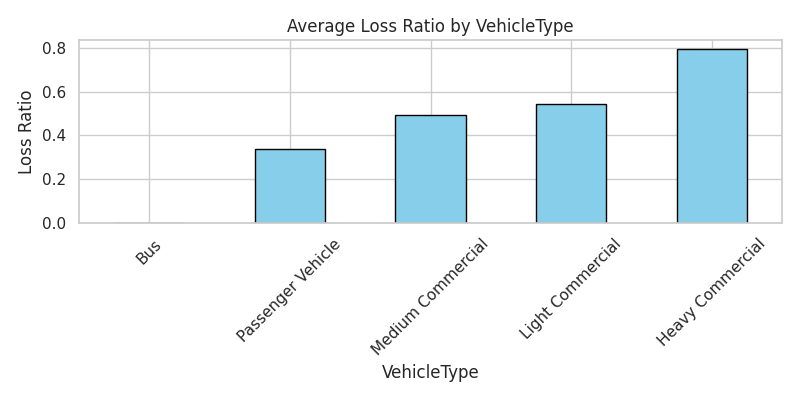 Average Loss Ratio by VehicleType
Loss Ratio
0.8
0.6
0.4
0.2
0.0
Bus
Passenger Vehicle
Medium Commercial
Light Commercial
Heavy Commercial
VehicleType